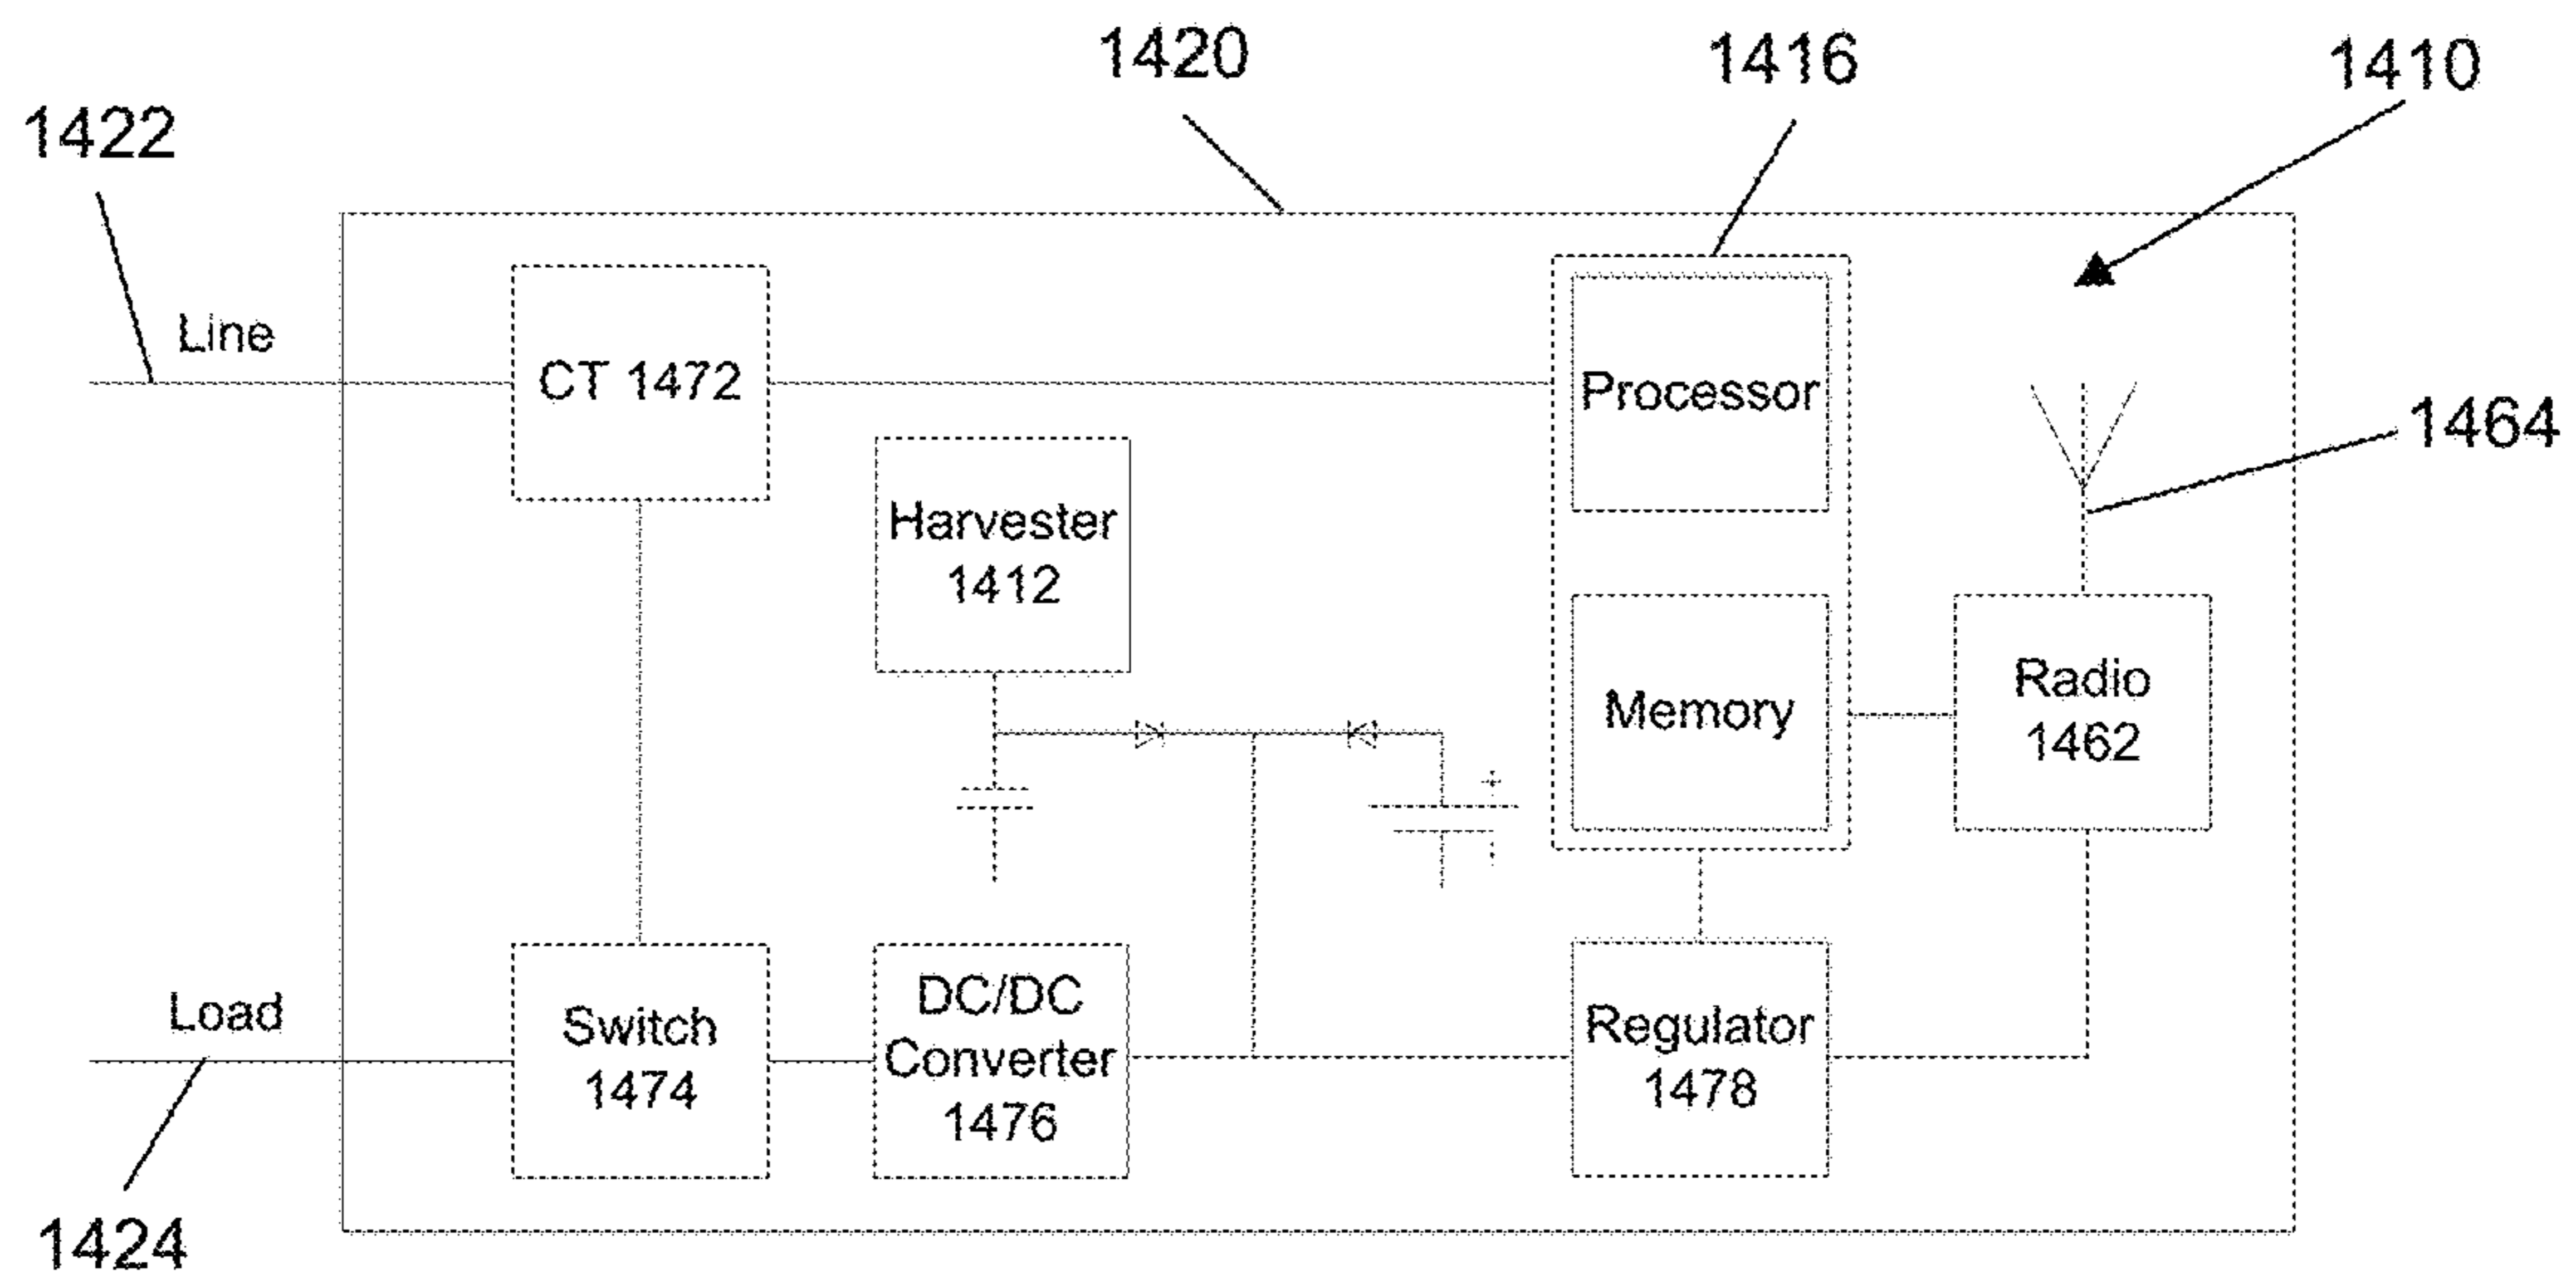 1420
1416
1410
1422
Line
CT 1472
Processor
1464
Harvester
1412
Memory
Radio
1462
+
Load
Switch
1474
DC/DC
Converter
1476
Regulator
1478
1424